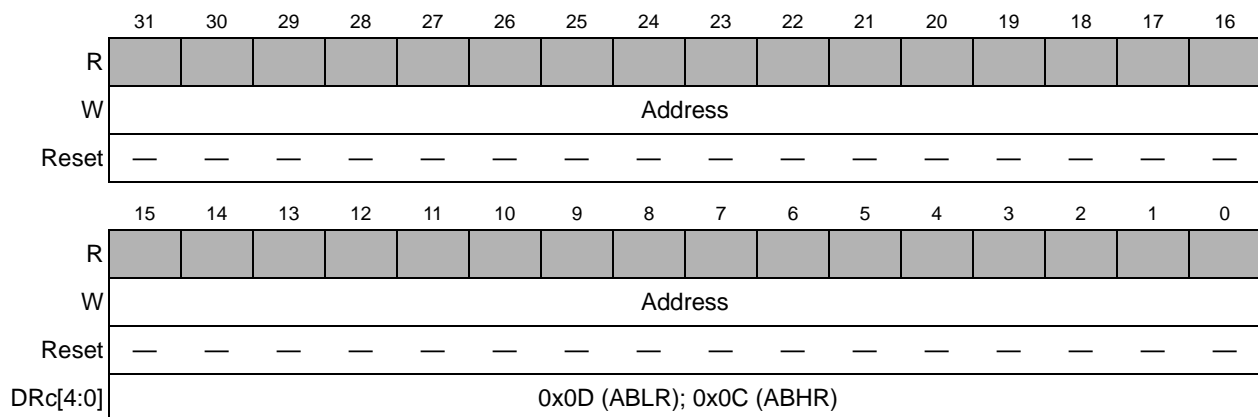 31 30 29 28 27 26 25 24 23 22 21 20 19 18 17 16
R
W Address
Reset — — — — — — — — — — — — — — — —
15 14 13 12 11 10 9 8 7 6 5 4 3 2 1 0
R
W Address
Reset — — — — — — — — — — — — — — — —
DRc[4:0] 0x0D (ABLR); 0x0C (ABHR)